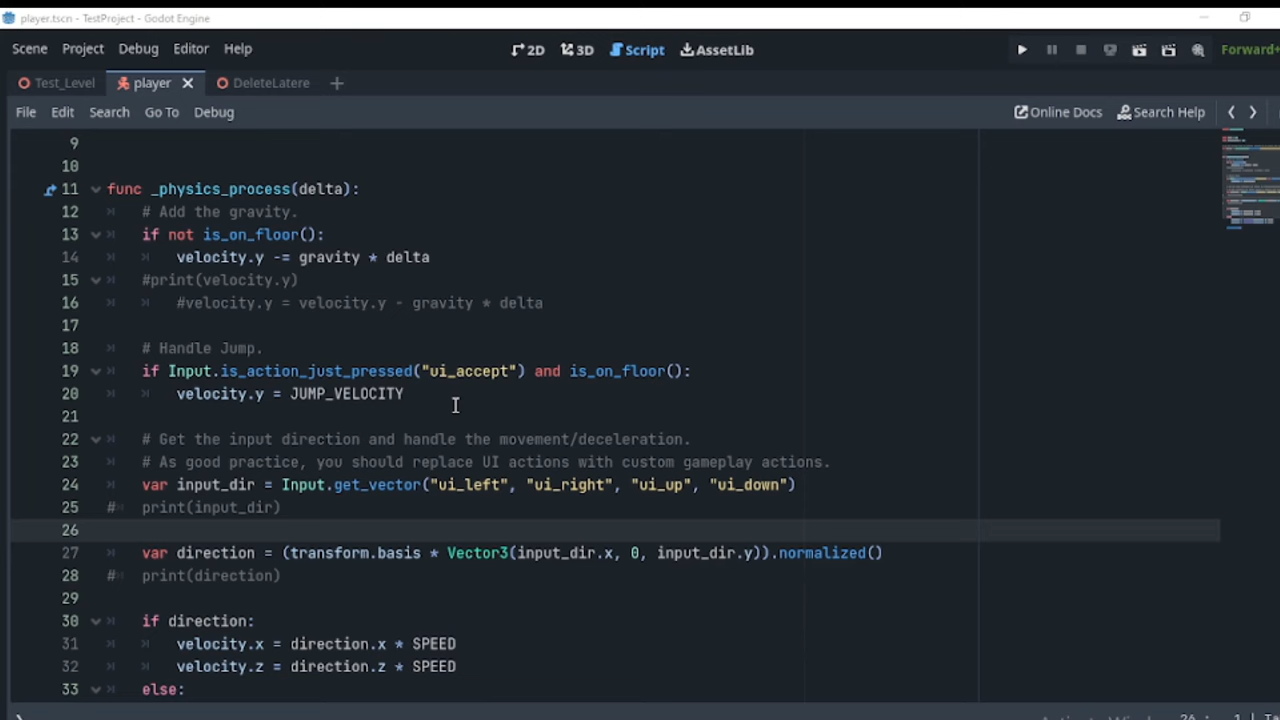 player.tscn - TestProject - Godot Engine
Scene Project Debug Editor Help 2D 3D Script AssetLib Forward+
Test_Level player DeleteLatere
File Edit Search Go To Debug Online Docs Search Help
9
10
11 func _physics_process(delta):
12 # Add the gravity.
13 if not is_on_floor():
14 velocity.y -= gravity * delta
15 #print(velocity.y)
16 #velocity.y = velocity.y - gravity * delta
17
18 # Handle Jump.
19 if Input.is_action_just_pressed("ui_accept") and is_on_floor():
20 velocity.y = JUMP_VELOCITY
21
22 # Get the input direction and handle the movement/deceleration.
23 # As good practice, you should replace UI actions with custom gameplay actions.
24 var input_dir = Input.get_vector("ui_left", "ui_right", "ui_up", "ui_down")
25 # print(input_dir)
26
27 var direction = (transform.basis * Vector3(input_dir.x, 0, input_dir.y)).normalized()
28 # print(direction)
29
30 if direction:
31 velocity.x = direction.x * SPEED
32 velocity.z = direction.z * SPEED
33 else: